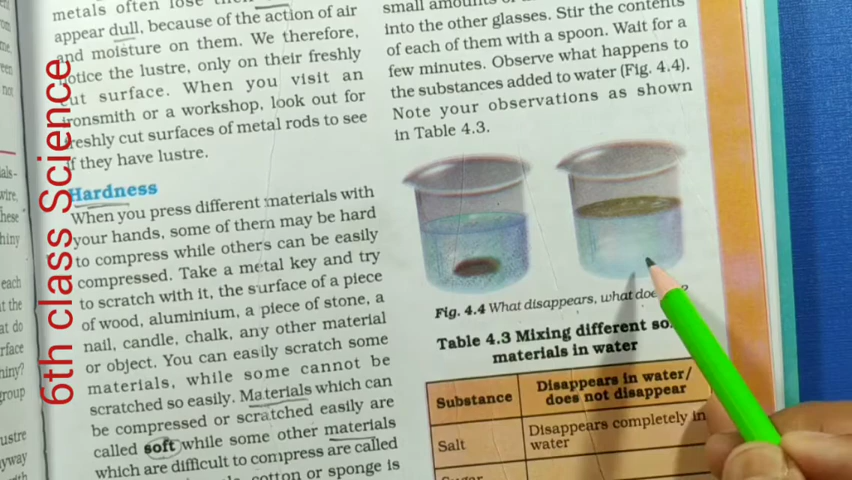 metals often lose
appear dull, because of the action of air
and moisture on them. We therefore,
notice the lustre, only on their freshly
cut surface. When you visit an
ironsmith or a workshop, look out for
freshly cut surfaces of metal rods to see
if they have lustre.
Hardness
When you press different materials with
your hands, some of them may be hard
to compress while others can be easily
compressed. Take a metal key and try
to scratch with it, the surface of a piece
of wood, aluminium, a piece of stone, a
nail, candle, chalk, any other material
or object. You can easily scratch some
materials, while some cannot be
scratched so easily. Materials which can
be compressed or scratched easily are
called soft while some other materials
which are difficult to compress are called
cotton or sponge is
small amounts
into the other glasses. Stir the contents
of each of them with a spoon. Wait for a
few minutes. Observe what happens to
the substances added to water (Fig. 4.4).
Note your observations as shown
in Table 4.3.
Fig. 4.4 What disappears, what
Table 4.3 Mixing different
materials in water
Substance
Disappears in water/
does not disappear
Salt
Disappears completely in
water
6th class Science